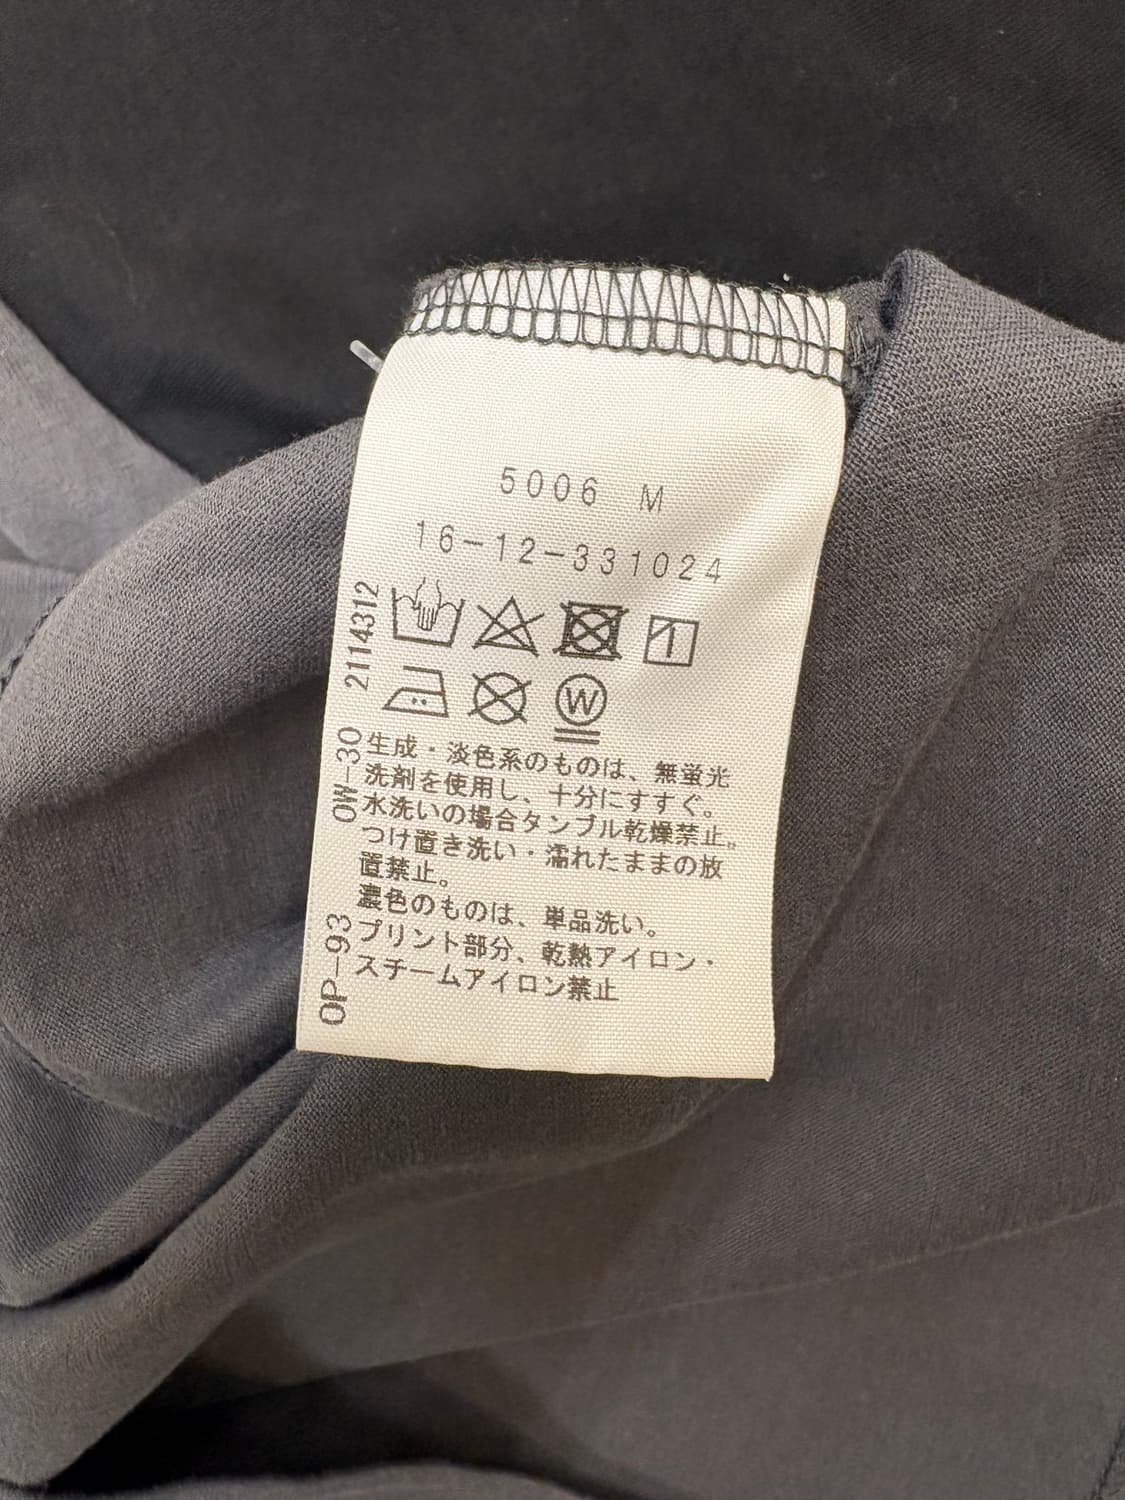 5006 M
16-12-331024
W
生成・淡色系のものは、無蛍光
洗剤を使用し、十分にすすぐ。
水洗いの場合タンブル乾燥禁止。
つけ置き洗い・濡れたままの放
置禁止。
濃色のものは、単品洗い。
プリント部分、乾熱アイロン・
スチームアイロン禁止
OP-93 OW-30 2114312